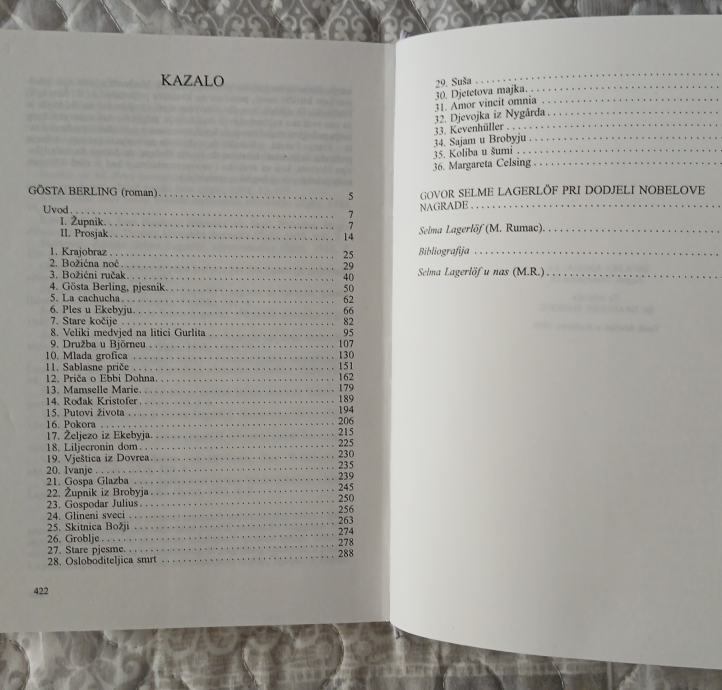 KAZALO
GÖSTA BERLING (roman) 5
Uvod 7
I. Župnik 7
II. Prosjak 14
1. Krajobraz 25
2. Božićna noć 29
3. Božićni ručak 40
4. Gösta Berling, pjesnik 50
5. La cachucha 62
6. Ples u Ekebyju 66
7. Stare kočije 82
8. Veliki medvjed na litici Gurlita 95
9. Družba u Björneu 107
10. Mlada grofica 130
11. Sablasne priče 151
12. Priča o Ebbi Dohna 162
13. Mamselle Marie 179
14. Rođak Kristofer 189
15. Putovi života 194
16. Pokora 206
17. Željezo iz Ekebyja 215
18. Liljecronin dom 225
19. Vještica iz Dovrea 230
20. Ivanje 235
21. Gospa Glazba 239
22. Župnik iz Brobyja 245
23. Gospodar Julius 250
24. Glineni sveci 256
25. Skitnica Božji 263
26. Groblje 274
27. Stare pjesme 278
28. Osloboditeljica smrt 288
422
29. Suša
30. Djetetova majka
31. Amor vincit omnia
32. Djevojka iz Nygårda
33. Kevenhüller
34. Sajam u Brobyju
35. Koliba u šumi
36. Margareta Celsing
GOVOR SELME LAGERLÖF PRI DODJELI NOBELOVE
NAGRADE
Selma Lagerlöf (M. Rumac)
Bibliografija
Selma Lagerlöf u nas (M.R.)